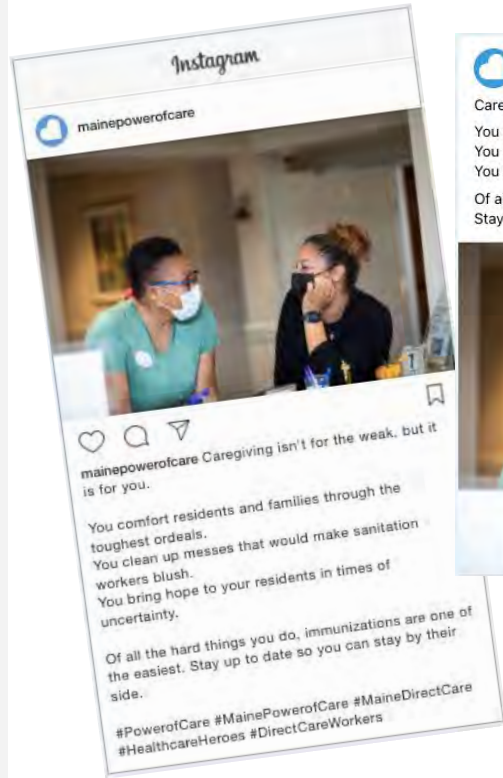 Instagram
mainepowerofcare
mainepowerofcare Caregiving isn't for the weak, but it
is for you.
You comfort residents and families through the
toughest ordeals.
You clean up messes that would make sanitation
workers blush.
You bring hope to your residents in times of
uncertainty.
Of all the hard things you do, immunizations are one of
the easiest. Stay up to date so you can stay by their
side.
#PowerofCare #MainePowerofCare #MaineDirectCare
#HealthcareHeroes #DirectCareWorkers
1
Care
You
You
You
Of a
Stay